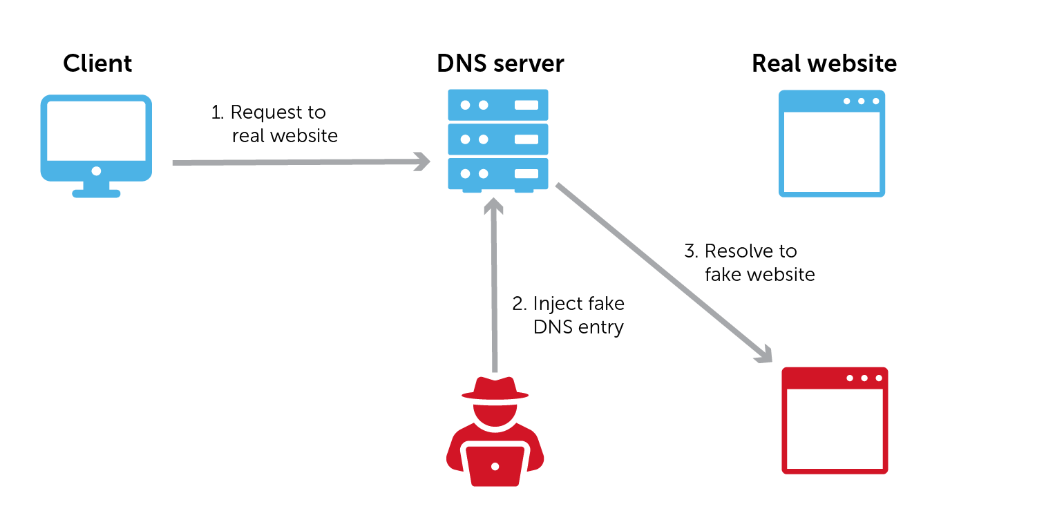 Client
DNS server
Real website
1. Request to
real website
3. Resolve to
fake website
2. Inject fake
DNS entry